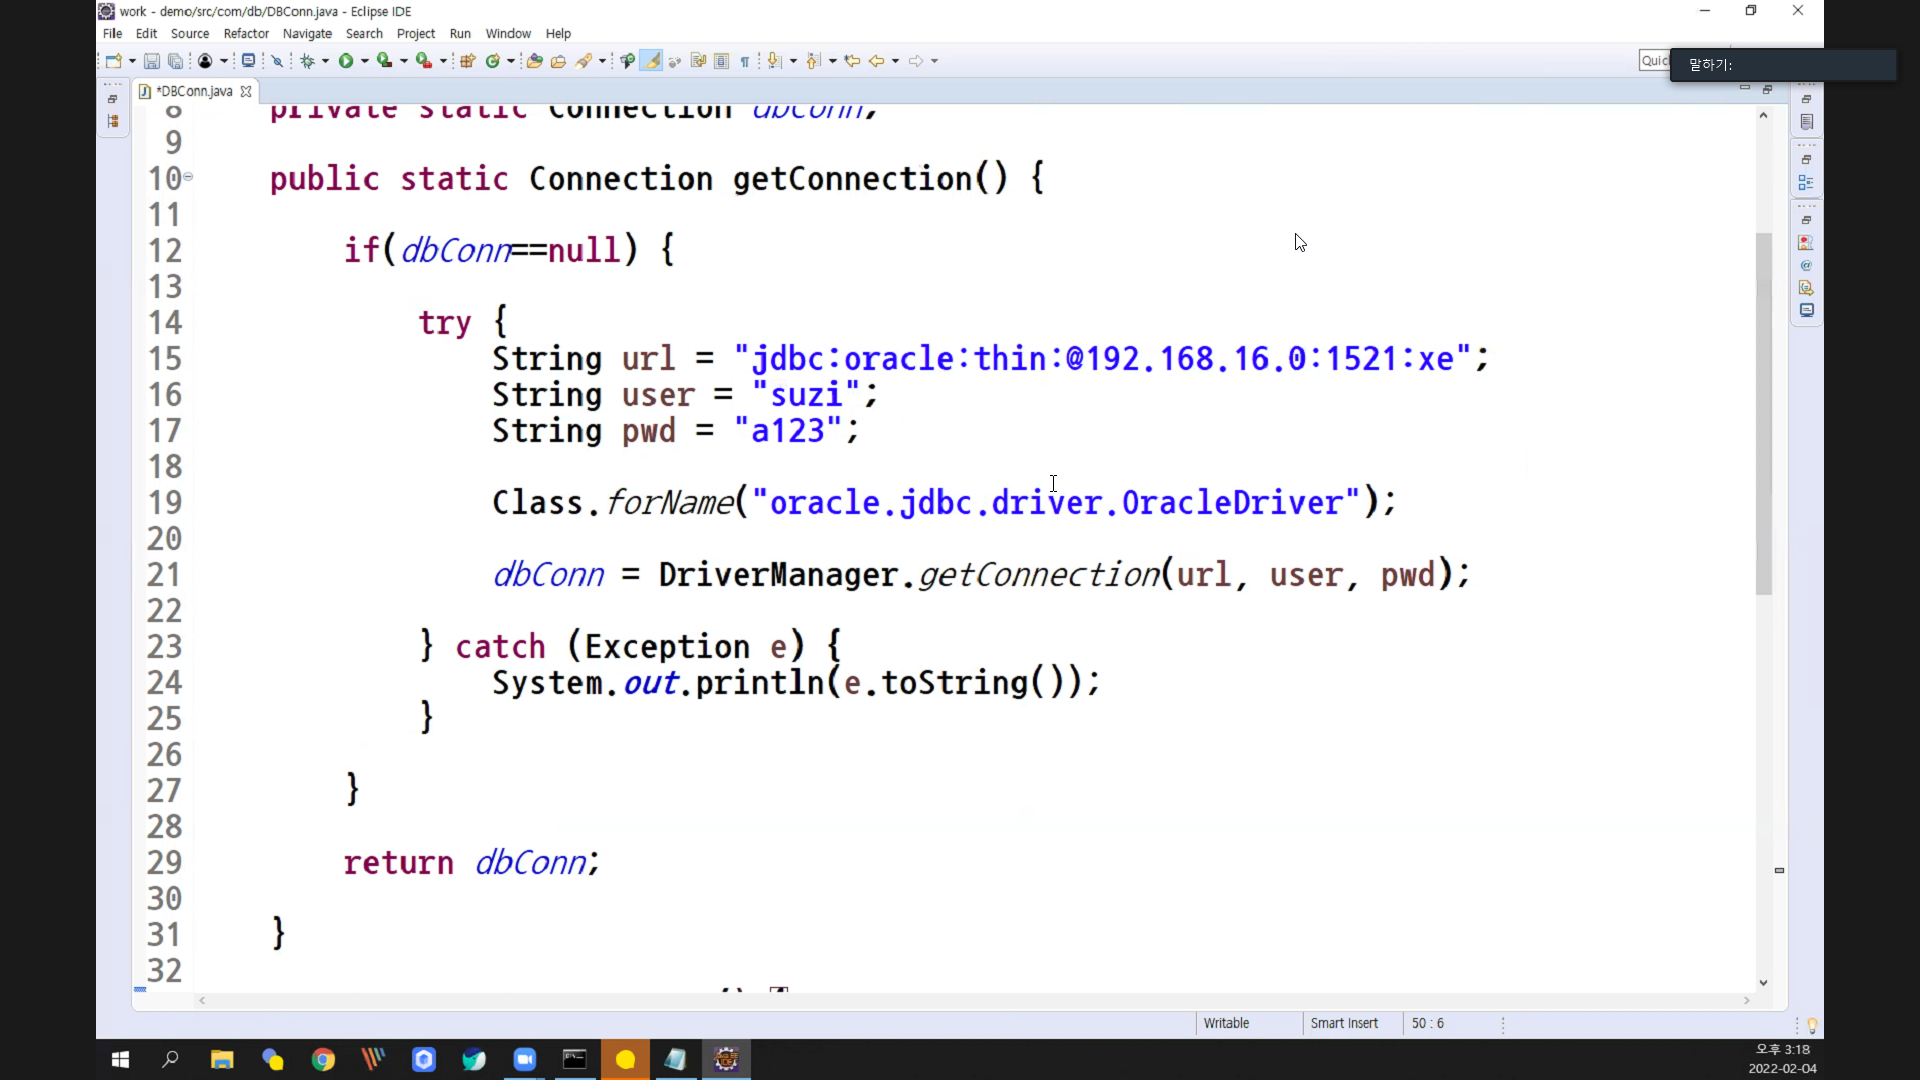 work - demo/src/com/db/DBConn.java - Eclipse IDE
File Edit Source Refactor Navigate Search Project Run Window Help
말하기:
*DBConn.java
8 private static Connection dbConn;
9
10 public static Connection getConnection() {
11
12 if(dbConn==null) {
13
14 try {
15 String url = "jdbc:oracle:thin:@192.168.16.0:1521:xe";
16 String user = "suzi";
17 String pwd = "a123";
18
19 Class.forName("oracle.jdbc.driver.OracleDriver");
20
21 dbConn = DriverManager.getConnection(url, user, pwd);
22
23 } catch (Exception e) {
24 System.out.println(e.toString());
25 }
26
27 }
28
29 return dbConn;
30
31 }
32
Writable Smart Insert 50 : 6
오후 3:18
2022-02-04